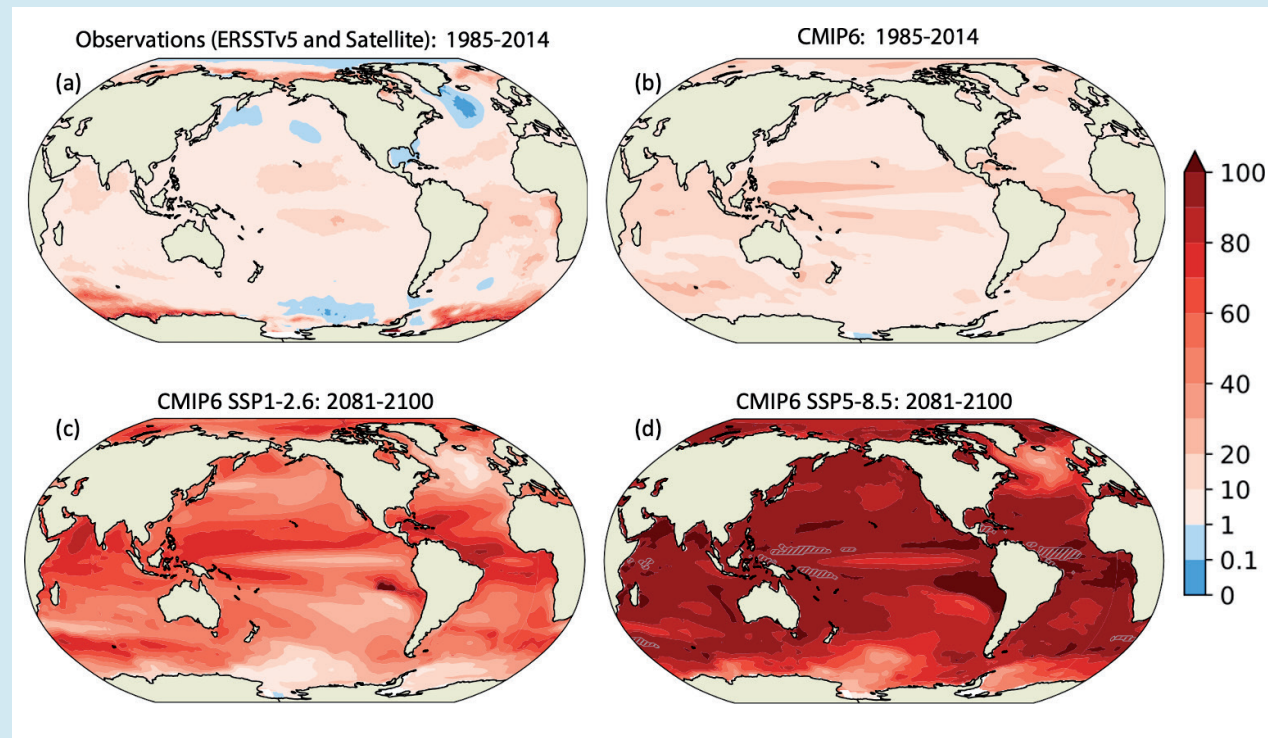 Observations (ERSSTv5 and Satellite): 1985-2014
CMIP6: 1985-2014
(a)
(b)
100
80
60
40
20
10
1
0.1
0
CMIP6 SSP1-2.6: 2081-2100
CMIP6 SSP5-8.5: 2081-2100
(c)
(d)